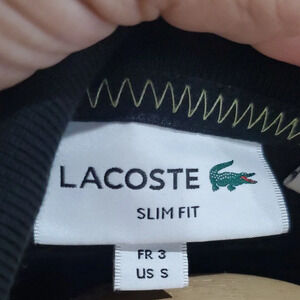 LACOSTE
SLIM FIT
FR 3
US S